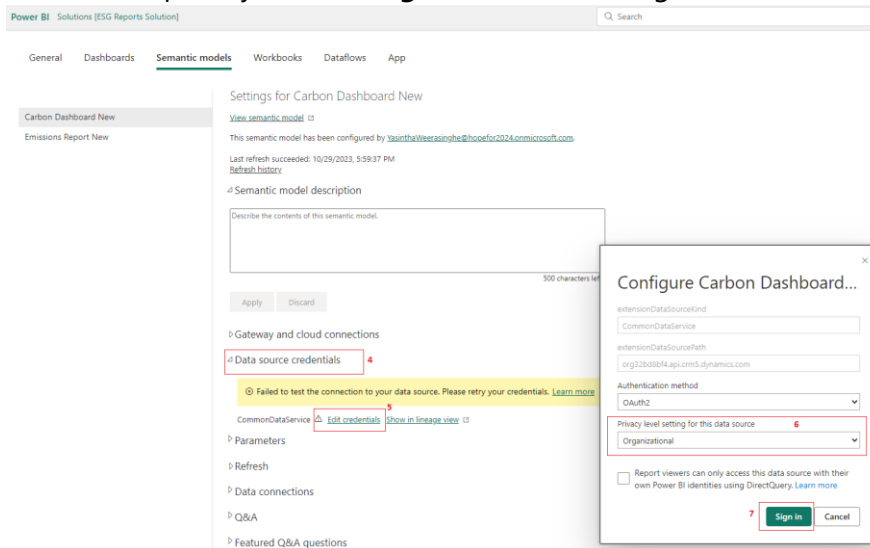 Power BI Solutions [ESG Reports Solution]
Search
General Dashboards Semantic models Workbooks Dataflows App
Settings for Carbon Dashboard New
Carbon Dashboard New
View semantic model
Emissions Report New
This semantic model has been configured by YasinthaWeerasinghe@hopefor2024.onmicrosoft.com.
Last refresh succeeded: 10/29/2023, 5:59:37 PM
Refresh history
Semantic model description
Describe the contents of this semantic model.
500 characters lef
Apply Discard
Gateway and cloud connections
Data source credentials 4
Failed to test the connection to your data source. Please retry your credentials. Learn more
5
CommonDataService Edit credentials Show in lineage view
Parameters
Refresh
Data connections
Q&A
Featured Q&A questions
Configure Carbon Dashboard...
extensionDataSourceKind
CommonDataService
extensionDataSourcePath
org32bd8bf4.api.crm5.dynamics.com
Authentication method
OAuth2
Privacy level setting for this data source 6
Organizational
Report viewers can only access this data source with their
own Power BI identities using DirectQuery. Learn more
7 Sign in Cancel